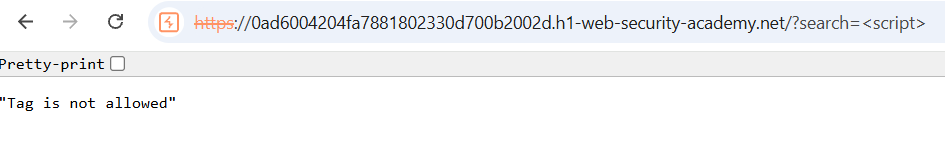 https://0ad6004204fa7881802330d700b2002d.h1-web-security-academy.net/?search=<script>
Pretty-print
"Tag is not allowed"